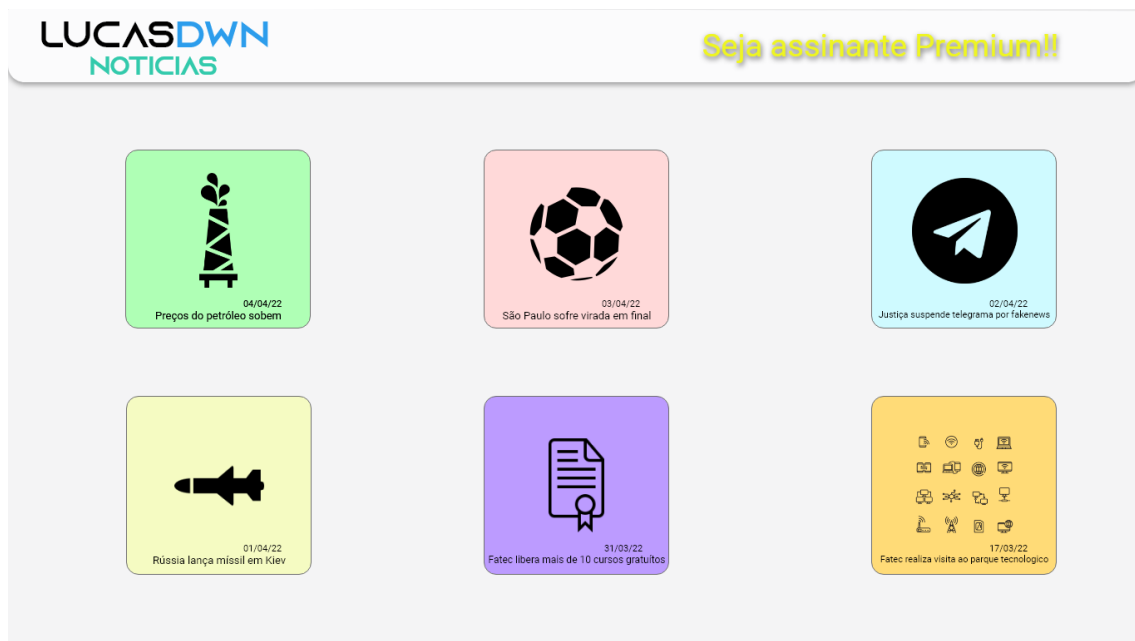 LUCASDWN
NOTICIAS
Seja assinante Premium!!
04/04/22
Preços do petróleo sobem
03/04/22
São Paulo sofre virada em final
02/04/22
Justiça suspende telegrama por fakenews
01/04/22
Rússia lança míssil em Kiev
31/03/22
Fatec libera mais de 10 cursos gratuítos
17/03/22
Fatec realiza visita ao parque tecnologico